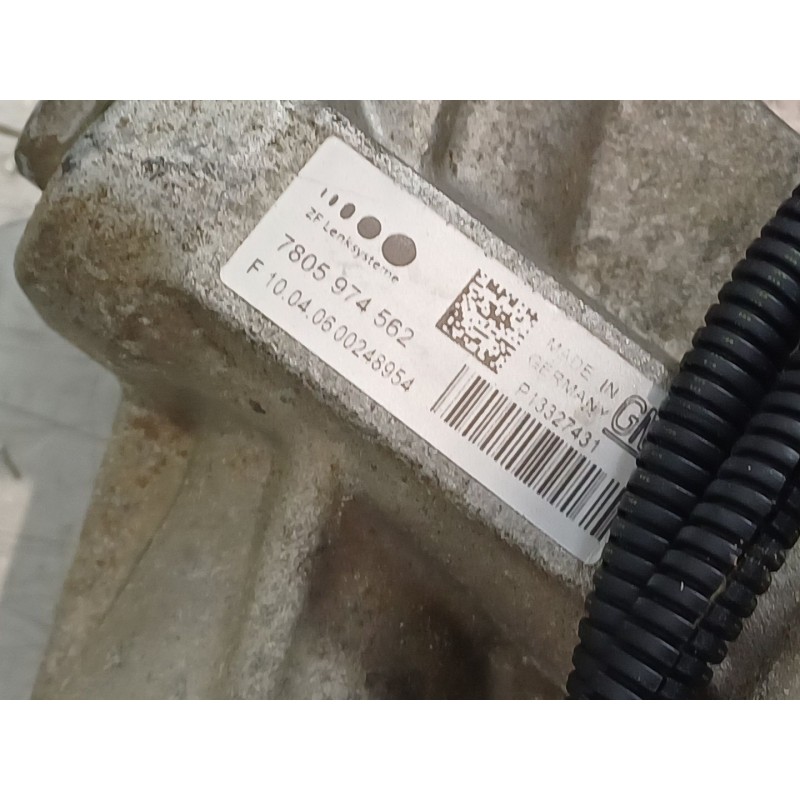 ZF Lenksysteme
7805 974 562
F 10.04.06 00248954
MADE IN
GERMANY
GM
P13327431